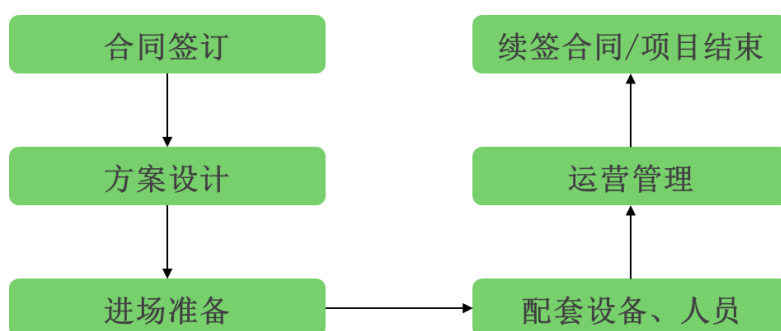 合同签订
续签合同/项目结束
方案设计
运营管理
进场准备
配套设备、人员